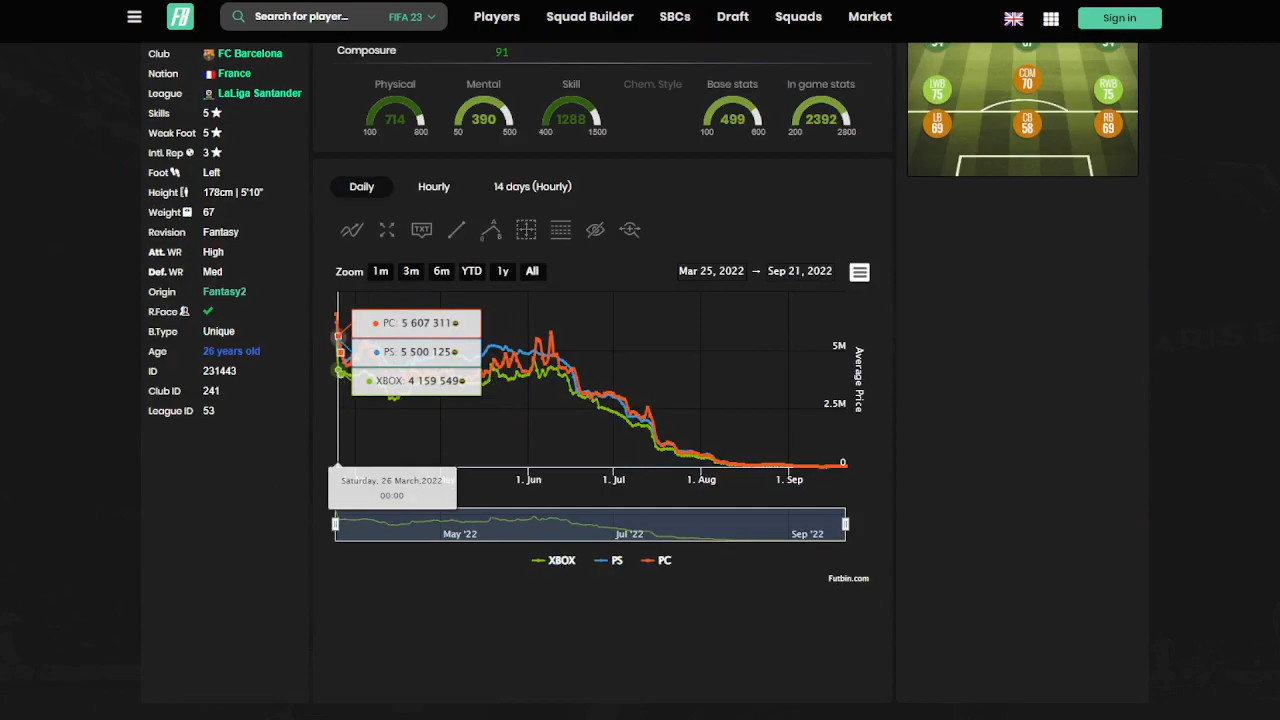 FB Search for player... FIFA 23 Players Squad Builder SBCs Draft Squads Market Sign in
Club FC Barcelona
Nation France
League LaLiga Santander
Skills 5
Weak Foot 5
Intl. Rep 3
Foot Left
Height 178cm | 5'10"
Weight 67
Revision Fantasy
Att. WR High
Def. WR Med
Origin Fantasy2
R.Face
B.Type Unique
Age 26 years old
ID 231443
Club ID 241
League ID 53
Composure 91
Physical Mental Skill Chem. Style Base stats In game stats
714 390 1288 499 2392
100 800 50 500 400 1500 100 600 200 2800
Daily Hourly 14 days (Hourly)
TXT
0 A B
Zoom 1m 3m 6m YTD 1y All Mar 25, 2022 → Sep 21, 2022
PC: 5 607 311
PS: 5 500 125
XBOX: 4 159 549
5M
2.5M
0
Average Price
Saturday, 26 March,2022
00:00
1. Jun 1. Jul 1. Aug 1. Sep
May '22 Jul '22 Sep '22
XBOX PS PC
Futbin.com
LWB
75
CDM
70
RWB
75
LB
69
CB
58
RB
69